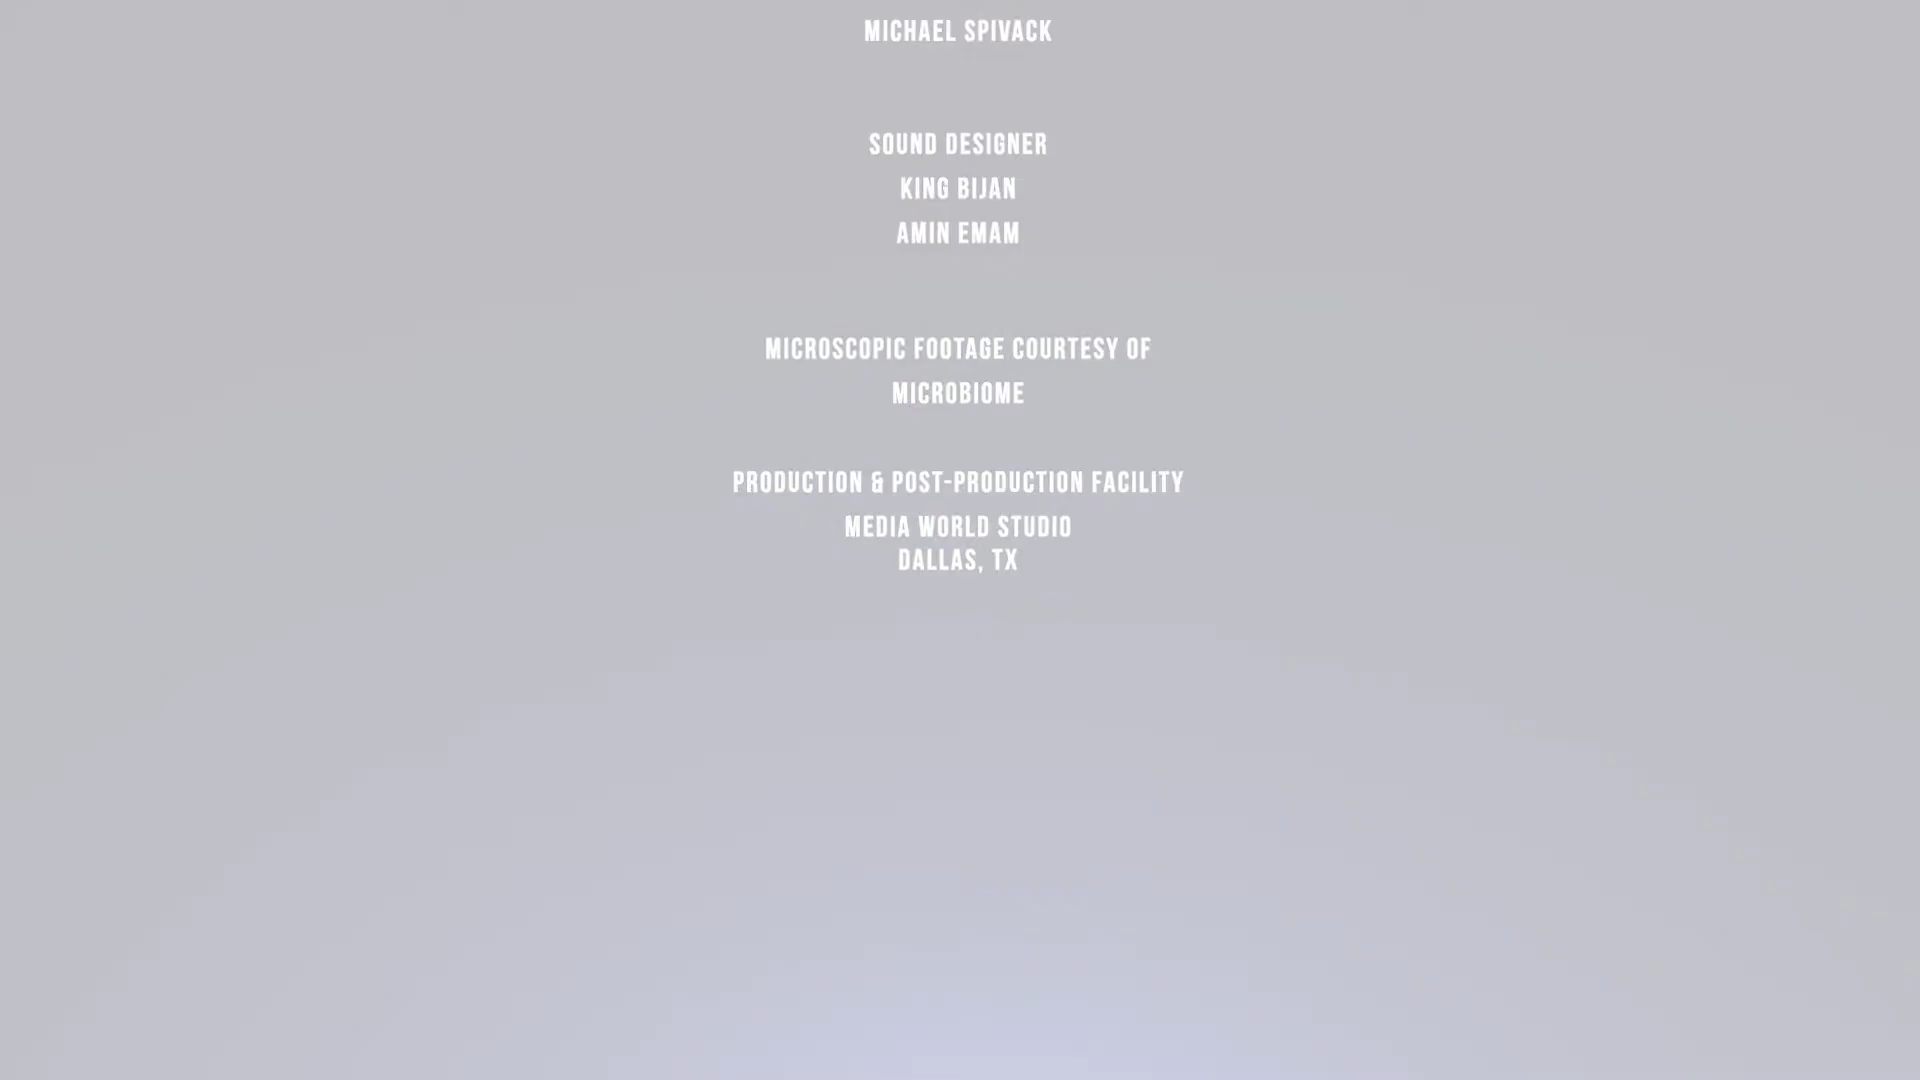 MICHAEL SPIVACK
SOUND DESIGNER
KING BIJAN
AMIN EMAM
MICROSCOPIC FOOTAGE COURTESY OF
MICROBIOME
PRODUCTION & POST-PRODUCTION FACILITY
MEDIA WORLD STUDIO
DALLAS, TX